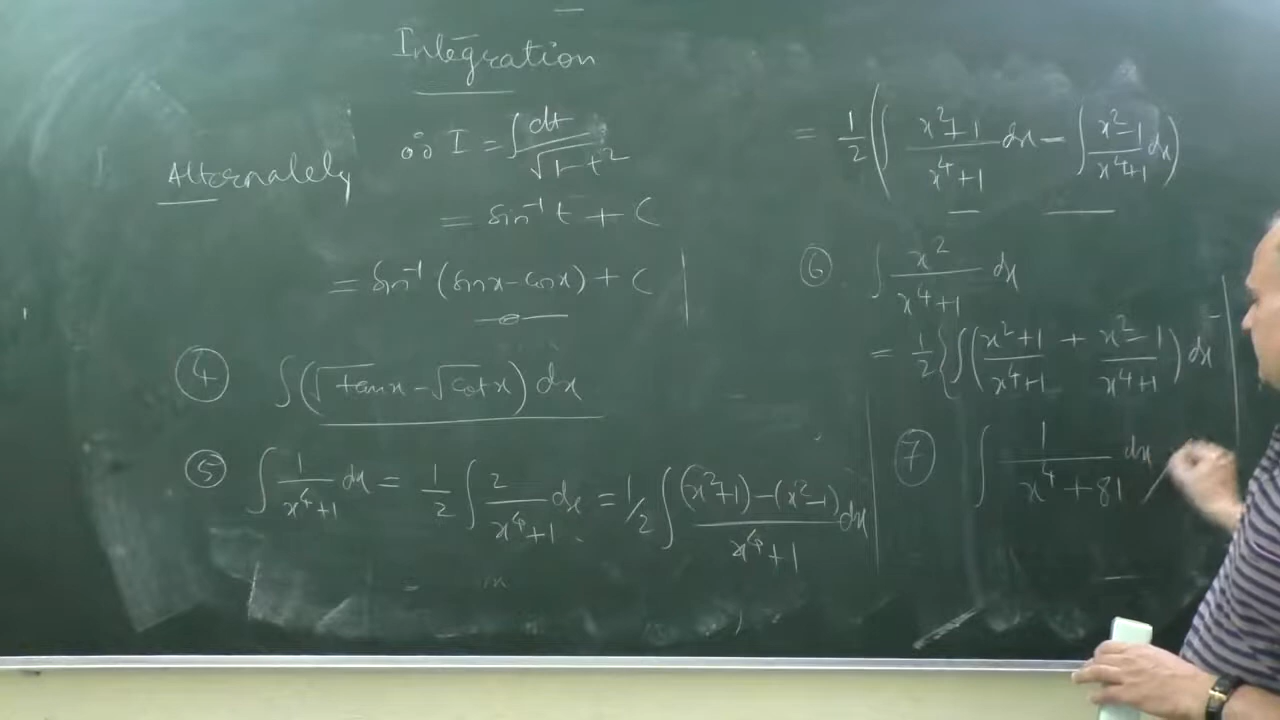 Integration
Alternately
∴ I = ∫ dt/√(1-t²)
= sin⁻¹ t + C
= sin⁻¹ (sinx - cosx) + C
④ ∫(√tanx - √cotx) dx
⑤ ∫ 1/(x⁴+1) dx = 1/2 ∫ 2/(x⁴+1) dx = 1/2 ∫ ((x²+1)-(x²-1))/(x⁴+1) dx
= 1/2 (∫ (x²+1)/(x⁴+1) dx - ∫ (x²-1)/(x⁴+1) dx)
⑥ ∫ x²/(x⁴+1) dx
= 1/2 {∫((x²+1)/(x⁴+1) + (x²-1)/(x⁴+1)) dx
⑦ ∫ 1/(x⁴+81) dx